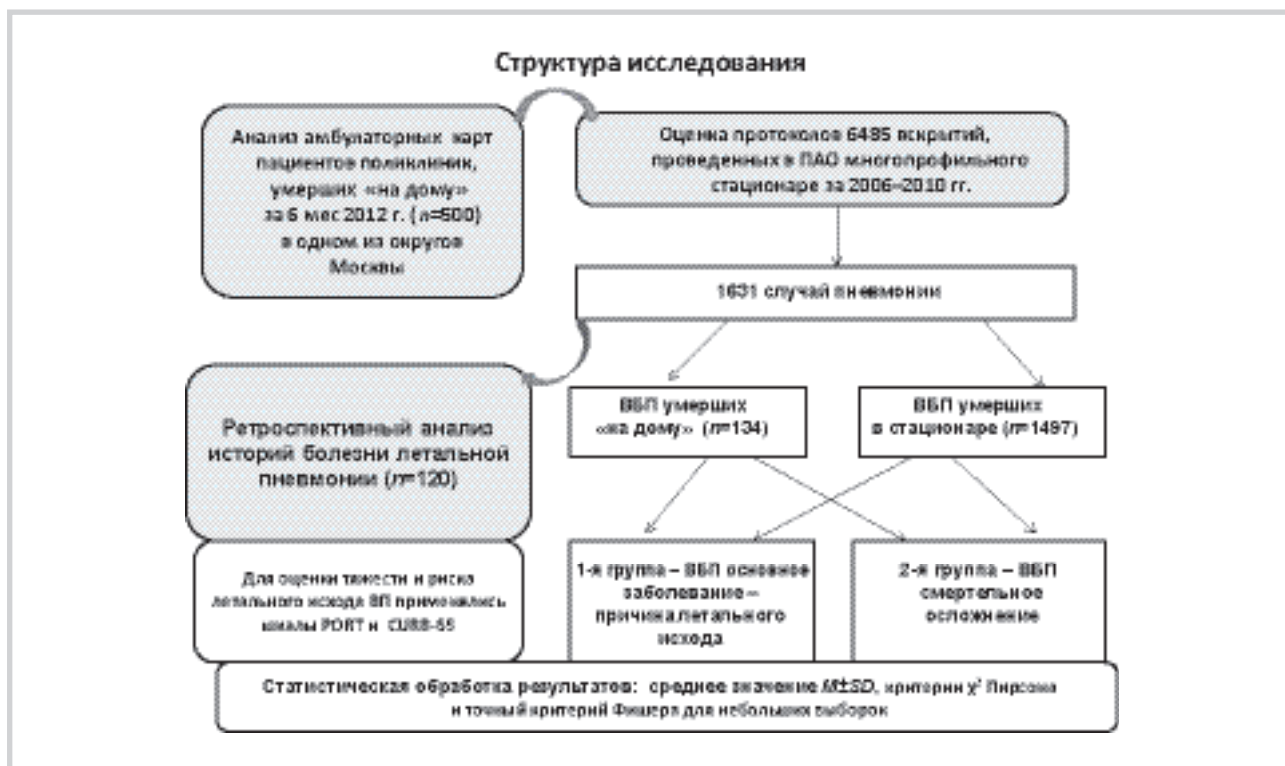 Структура исследования
Анализ амбулаторных карт
пациентов поликлиник,
умерших «на дому»
за 6 мес 2012 г. (n=500)
в одном из округов
Москвы
Оценка протоколов 6485 вскрытий,
проведенных в ПАО многопрофильного
стационаре за 2006–2010 гг.
1631 случай пневмонии
Ретроспективный анализ
историй болезни летальной
пневмонии (n=120)
ВБП умерших
«на дому» (n=134)
ВБП умерших
в стационаре (n=1497)
Для оценки тяжести и риска
летального исхода ВП применялись
шкалы PORT и CURB-65
1-я группа – ВБП основное
заболевание –
причина летального
исхода
2-я группа – ВБП
смертельное
осложнение
Статистическая обработка результатов: среднее значение M±SD, критерии χ² Пирсона
и точный критерий Фишера для небольших выборок